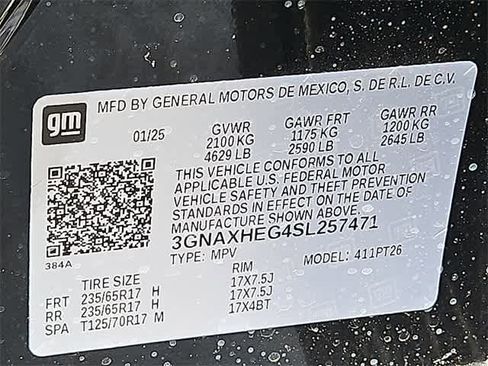 gm
MFD BY GENERAL MOTORS DE MEXICO, S. DE R.L. DE C.V.
01/25 GVWR GAWR FRT GAWR RR
2100 KG 1175 KG 1200 KG
4629 LB 2590 LB 2645 LB
THIS VEHICLE CONFORMS TO ALL
APPLICABLE U.S. FEDERAL MOTOR
VEHICLE SAFETY AND THEFT PREVENTION
STANDARDS IN EFFECT ON THE DATE OF
MANUFACTURE SHOWN ABOVE.
3GNAXHEG4SL257471
384A
TYPE: MPV MODEL: 411PT26
TIRE SIZE RIM
FRT 235/65R17 H 17X7.5J
RR 235/65R17 H 17X7.5J
SPA T125/70R17 M 17X4BT